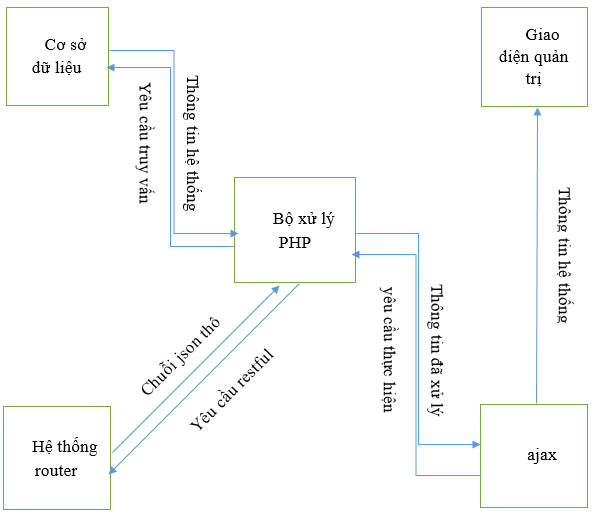 Cơ sở
dữ liệu
Giao
diện quản
trị
Thông tin hệ thống
Yêu cầu truy vấn
Bộ xử lý
PHP
Thông tin hệ thống
Thông tin đã xử lý
yêu cầu thực hiện
Chuỗi json thô
Yêu cầu restful
Hệ thống
router
ajax